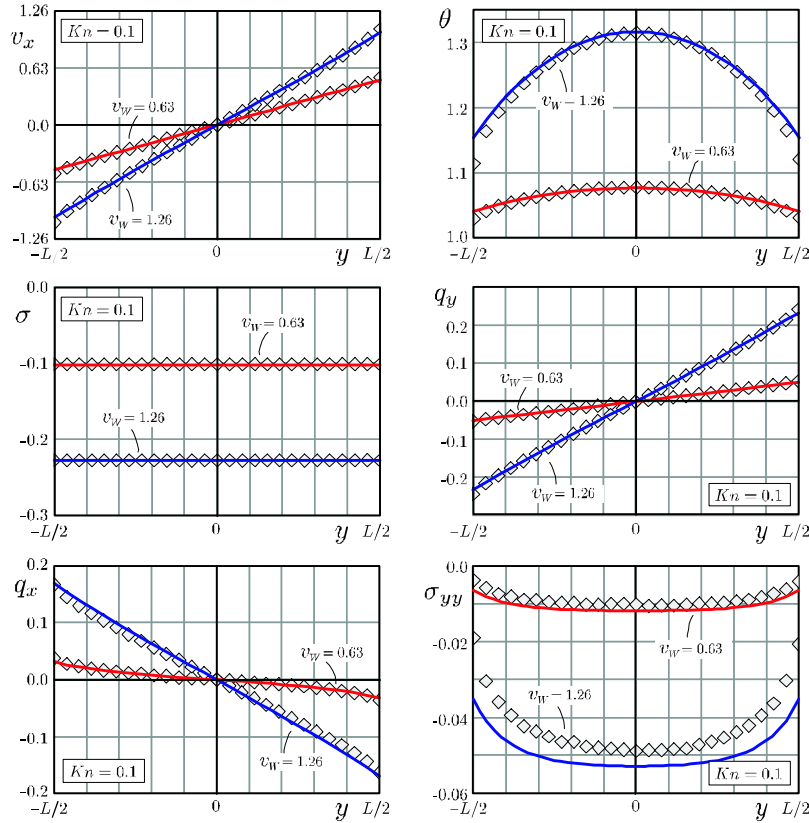 1.26
v_x
Kn = 0.1
0.63
v_W = 0.63
0.0
-0.63
v_W = 1.26
-1.26
-L/2
0
y
L/2
θ
1.3
Kn = 0.1
v_W = 1.26
1.2
v_W = 0.63
1.1
1.0
-L/2
0
y
L/2
0.0
σ
Kn = 0.1
v_W = 0.63
-0.1
v_W = 1.26
-0.2
-0.3
-L/2
0
y
L/2
q_y
0.2
0.1
v_W = 0.63
0.0
-0.1
-0.2
v_W = 1.26
Kn = 0.1
-L/2
0
y
L/2
0.2
q_x
0.1
v_W = 0.63
0.0
-0.1
v_W = 1.26
Kn = 0.1
-0.2
-L/2
0
y
L/2
0.0
σ_yy
v_W = 0.63
-0.02
v_W = 1.26
-0.04
Kn = 0.1
-0.06
-L/2
0
y
L/2